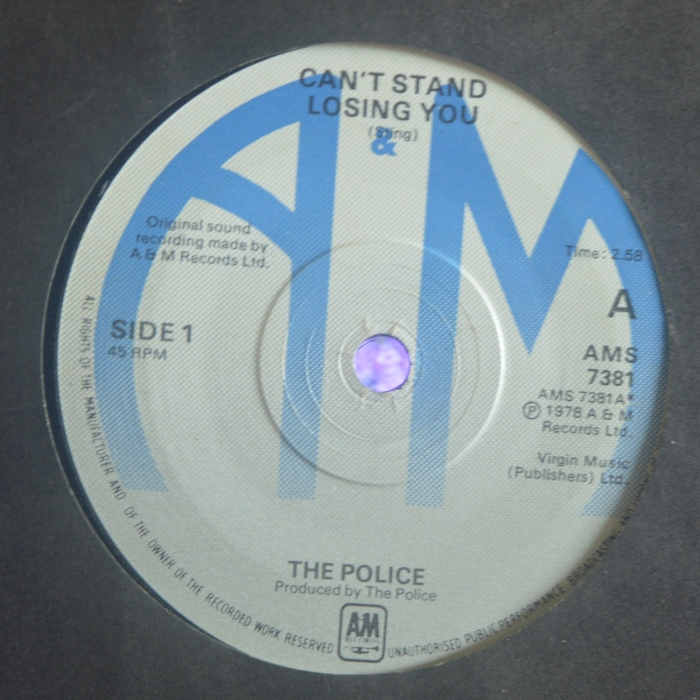 CAN'T STAND
LOSING YOU
(Sting)
&
A M
Original sound
recording made by
A & M Records Ltd.
Time: 2.58
SIDE 1
45 RPM
A
AMS
7381
AMS 7381A*
Ⓟ 1978 A & M
Records Ltd.
Virgin Music
(Publishers) Ltd.
THE POLICE
Produced by The Police
A&M
RECORDS
ALL RIGHTS OF THE MANUFACTURER AND OF THE OWNER OF THE RECORDED WORK RESERVED
UNAUTHORISED PUBLIC PERFORMANCE BROADCASTING AND